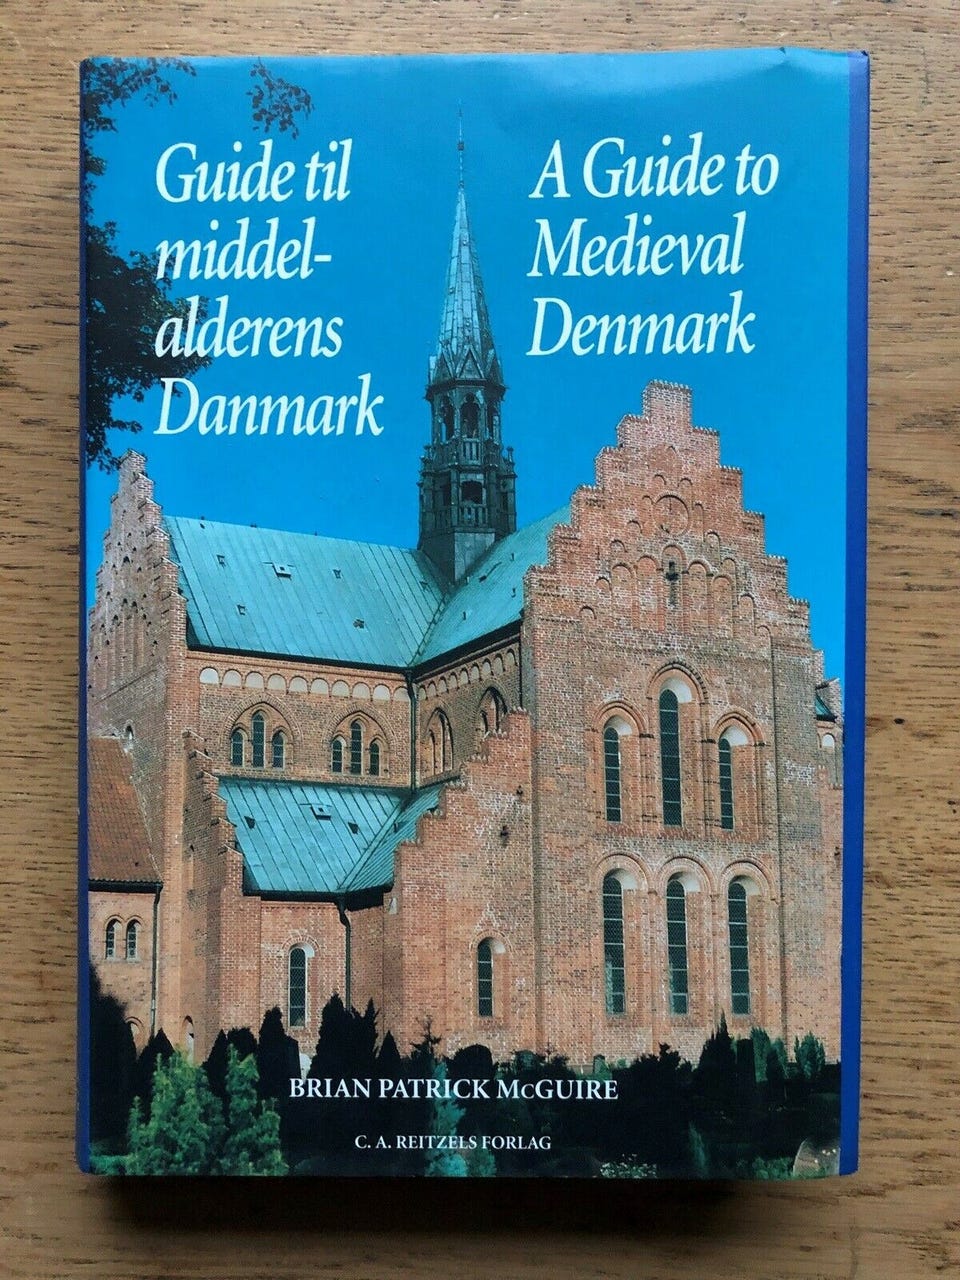 Guide til
middel-
alderens
Danmark
A Guide to
Medieval
Denmark
BRIAN PATRICK McGUIRE
C. A. REITZELS FORLAG